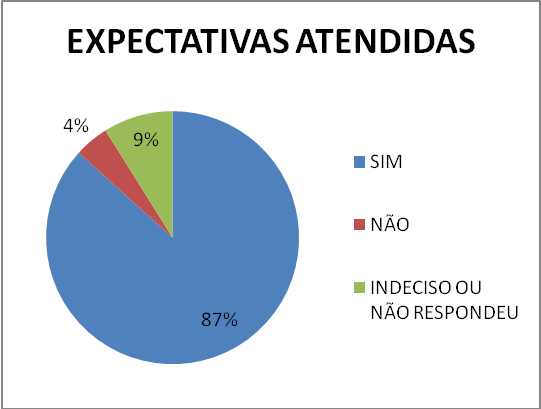 EXPECTATIVAS ATENDIDAS
4%
9%
SIM
NÃO
INDECISO OU
NÃO RESPONDEU
87%